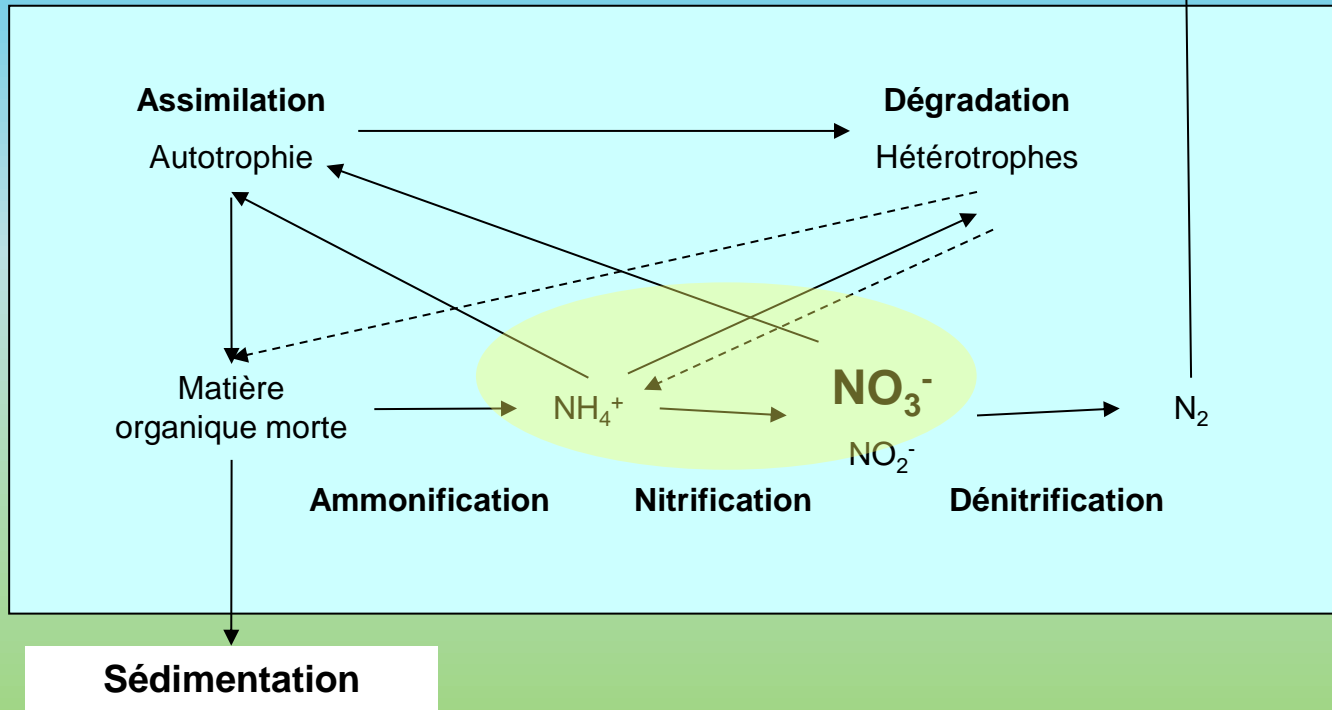 Assimilation
Autotrophie
Dégradation
Hétérotrophes
Matière
organique morte
NH₄⁺
NO₃⁻
NO₂⁻
N₂
Ammonification
Nitrification
Dénitrification
Sédimentation